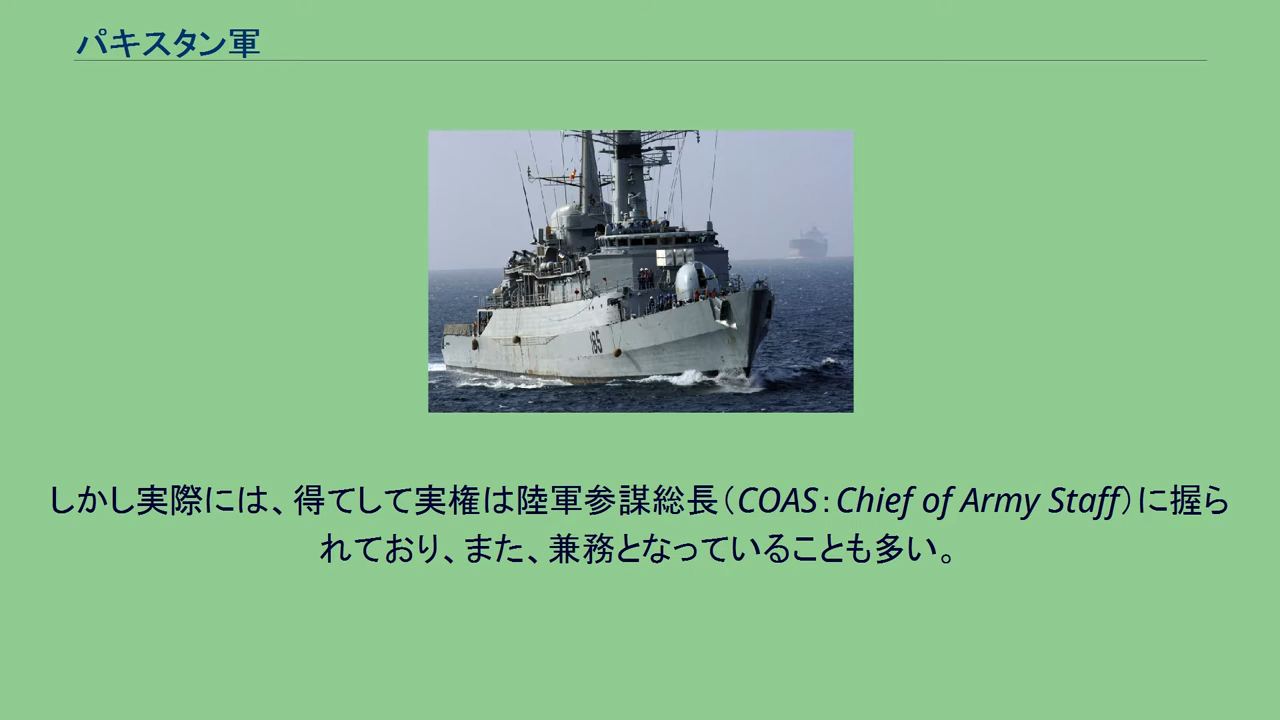 パキスタン軍
185
しかし実際には、得てして実権は陸軍参謀総長（COAS：Chief of Army Staff）に握ら
れており、また、兼務となっていることも多い。